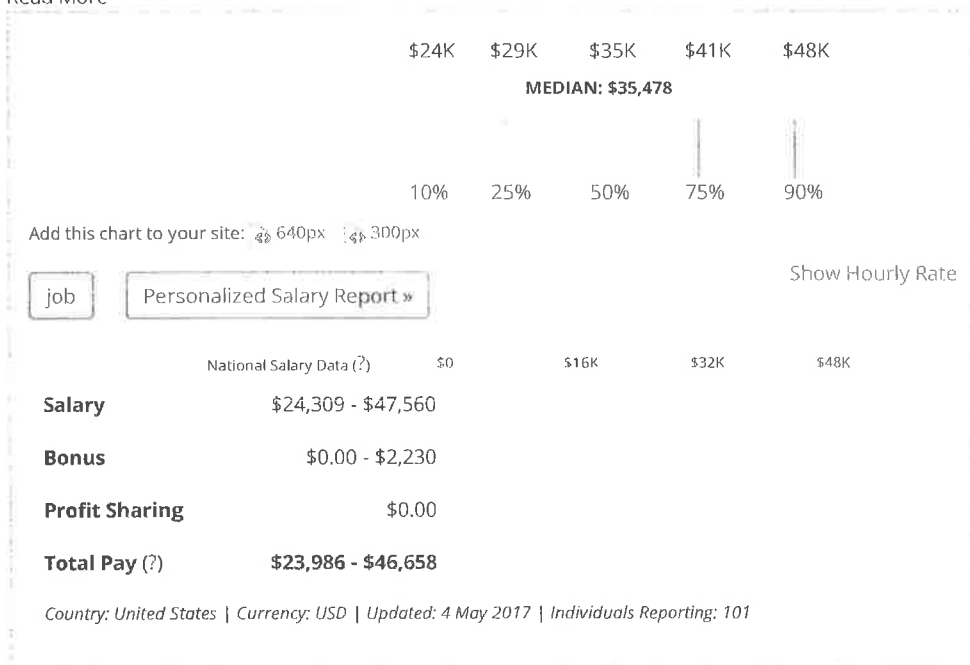 Read More
$24K $29K $35K $41K $48K
MEDIAN: $35,478
10% 25% 50% 75% 90%
Add this chart to your site: 640px 300px
Show Hourly Rate
job Personalized Salary Report »
National Salary Data (?) $0 $16K $32K $48K
Salary $24,309 - $47,560
Bonus $0.00 - $2,230
Profit Sharing $0.00
Total Pay (?) $23,986 - $46,658
Country: United States | Currency: USD | Updated: 4 May 2017 | Individuals Reporting: 101